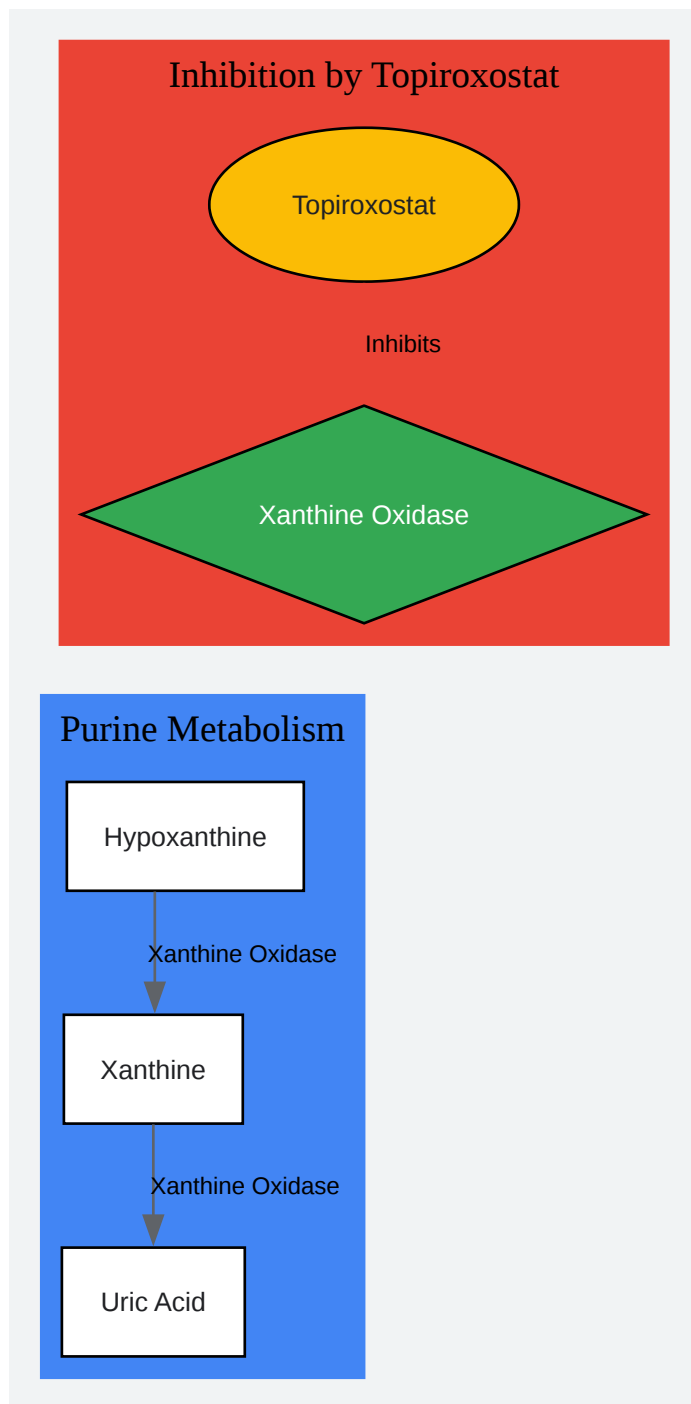 Inhibition by Topiroxostat
Topiroxostat
Inhibits
Xanthine Oxidase
Purine Metabolism
Hypoxanthine
Xanthine Oxidase
Xanthine
Xanthine Oxidase
Uric Acid